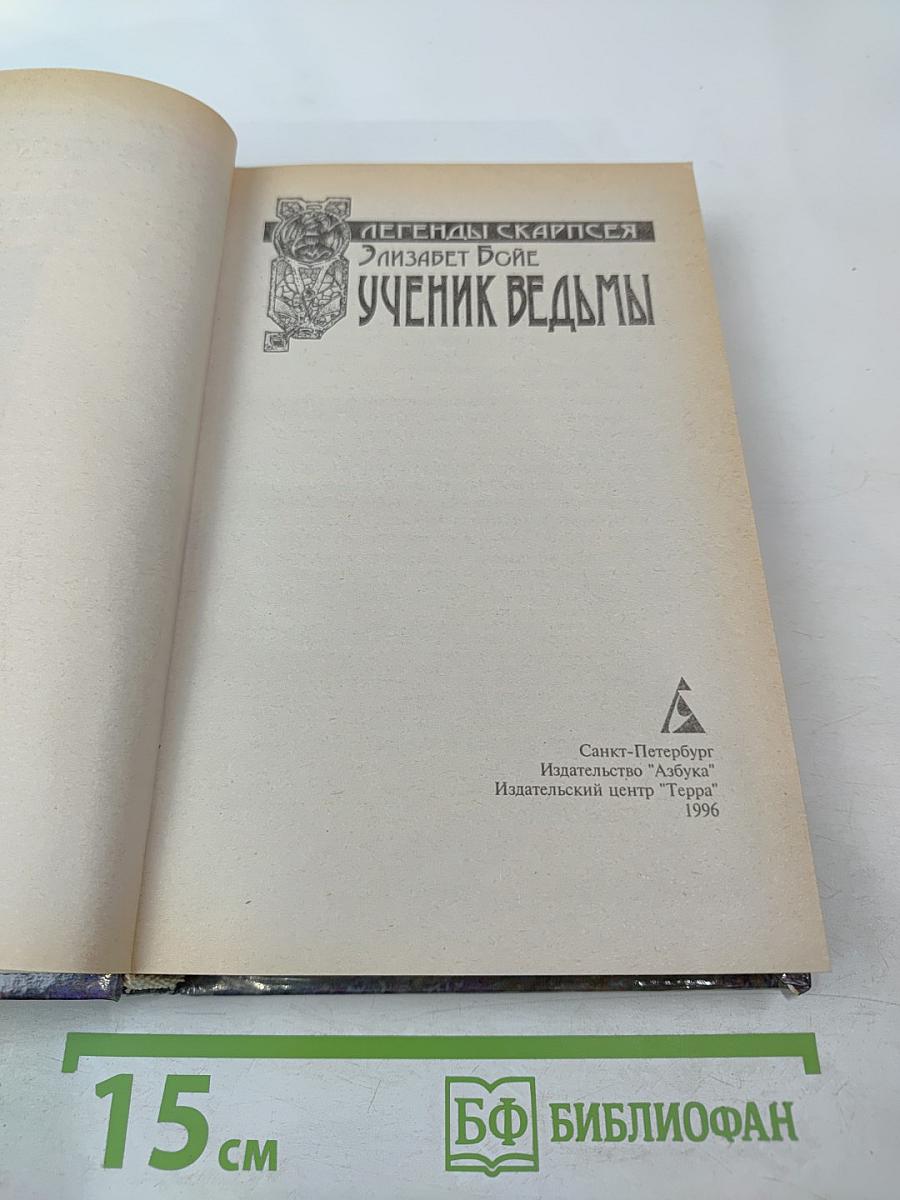 ЛЕГЕНДЫ СКАРПСЕЯ
ЭЛИЗАБЕТ БОЙЕ
УЧЕНИК ВЕДЬМЫ
Санкт-Петербург
Издательство "Азбука"
Издательский центр "Терра"
1996
15 см
БФ БИБЛИОФАН